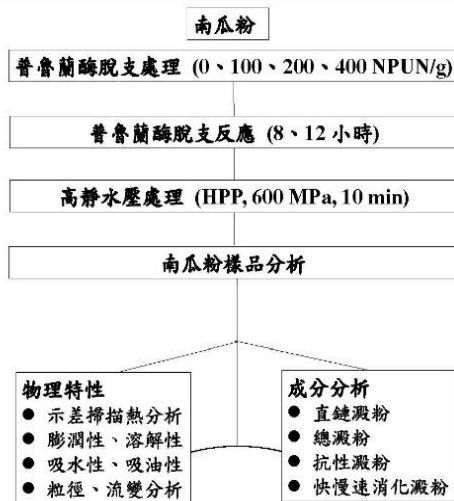 南瓜粉
普魯蘭酶脫支處理 (0、100、200、400 NPUN/g)
普魯蘭酶脫支反應 (8、12 小時)
高靜水壓處理 (HPP, 600 MPa, 10 min)
南瓜粉樣品分析
物理特性
● 示差掃描熱分析
● 膨潤性、溶解性
● 吸水性、吸油性
● 粒徑、流變分析
成分分析
● 直鏈澱粉
● 總澱粉
● 抗性澱粉
● 快慢速消化澱粉